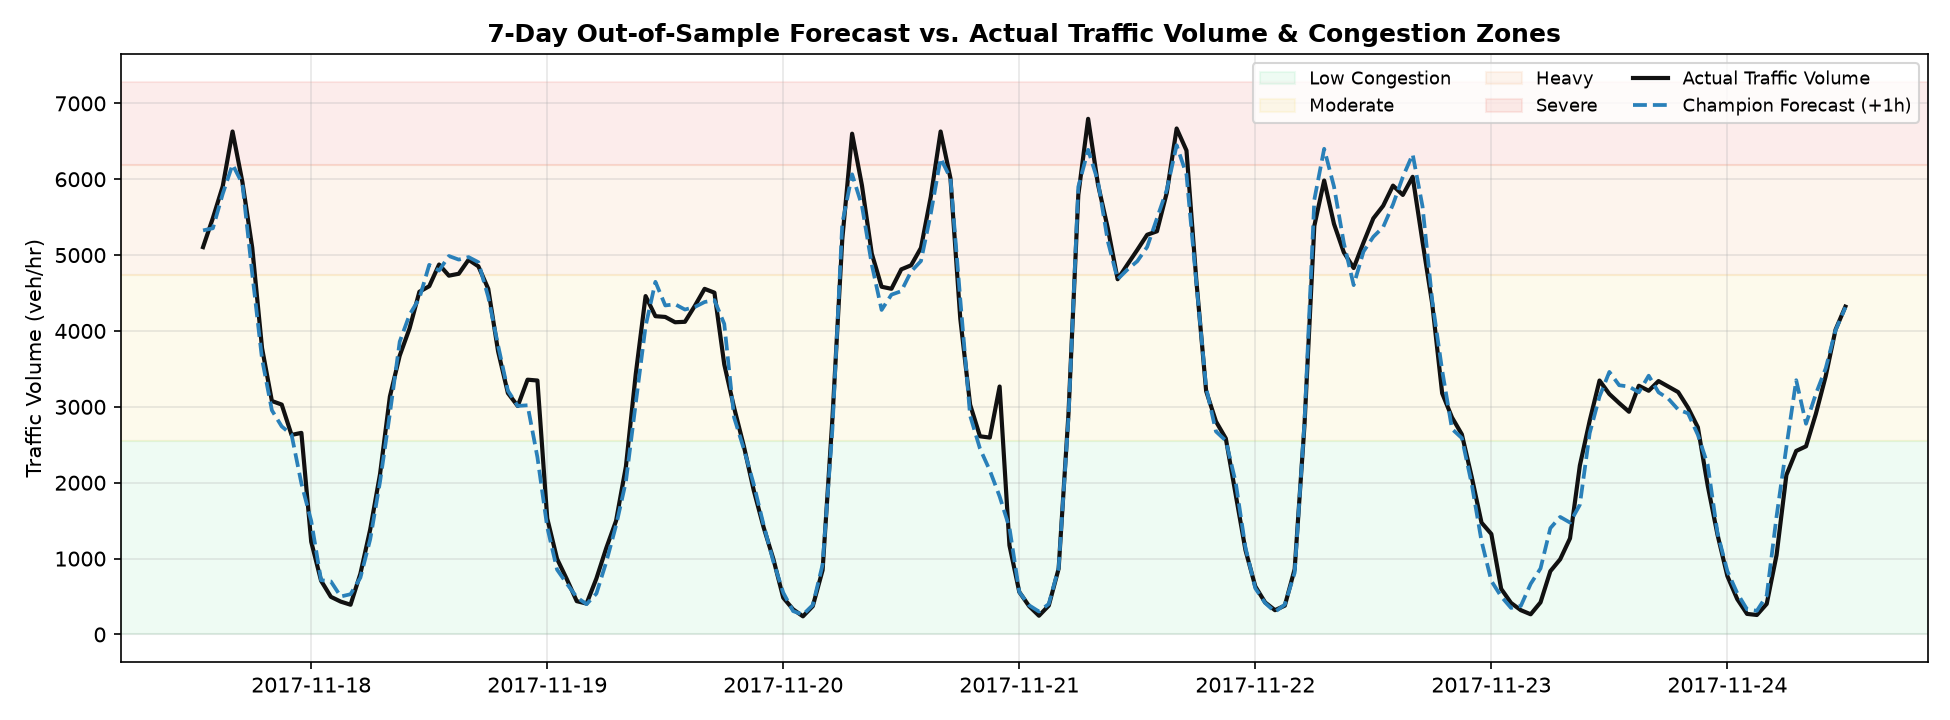 7-Day Out-of-Sample Forecast vs. Actual Traffic Volume & Congestion Zones
Low Congestion
Moderate
Heavy
Severe
Actual Traffic Volume
Champion Forecast (+1h)
Traffic Volume (veh/hr)
7000
6000
5000
4000
3000
2000
1000
0
2017-11-18
2017-11-19
2017-11-20
2017-11-21
2017-11-22
2017-11-23
2017-11-24